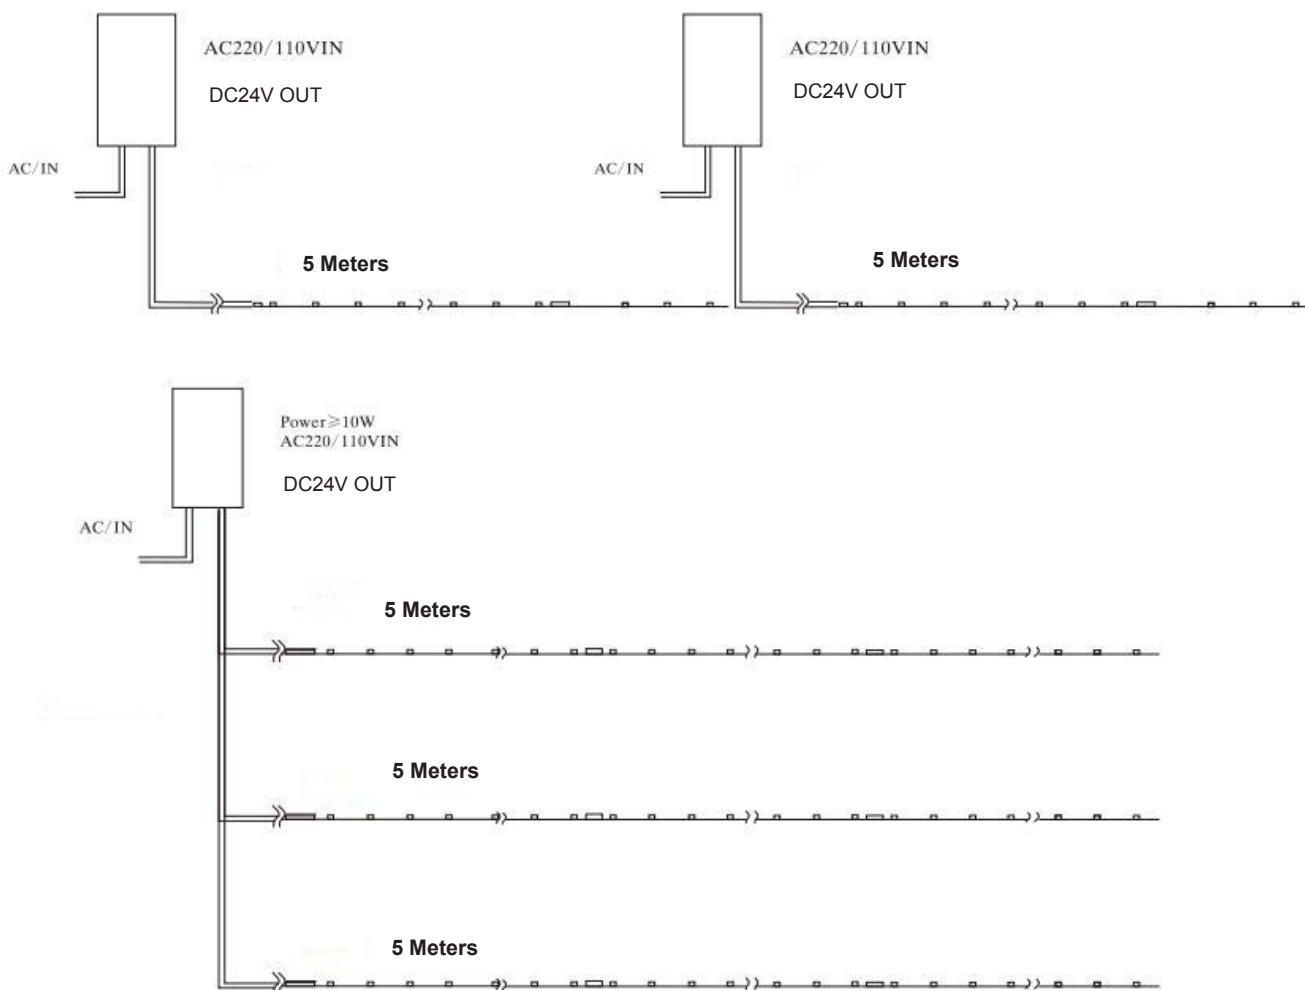 AC220/110VIN
DC24V OUT
AC/IN
5 Meters
AC220/110VIN
DC24V OUT
AC/IN
5 Meters
Power≥10W
AC220/110VIN
DC24V OUT
AC/IN
5 Meters
5 Meters
5 Meters